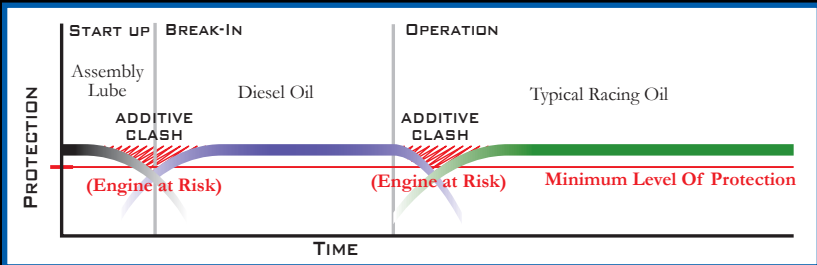 START UP
BREAK-IN
OPERATION
Assembly
Lube
Diesel Oil
Typical Racing Oil
ADDITIVE
CLASH
ADDITIVE
CLASH
(Engine at Risk)
(Engine at Risk)
Minimum Level Of Protection
PROTECTION
TIME